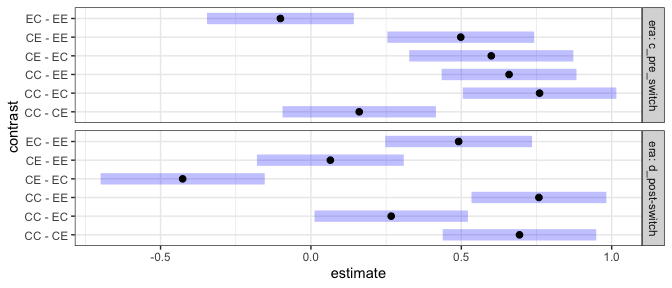 contrast
EC - EE
CE - EE
CE - EC
CC - EE
CC - EC
CC - CE
era: c_pre_switch
EC - EE
CE - EE
CE - EC
CC - EE
CC - EC
CC - CE
era: d_post-switch
-0.5 0.0 0.5 1.0
estimate